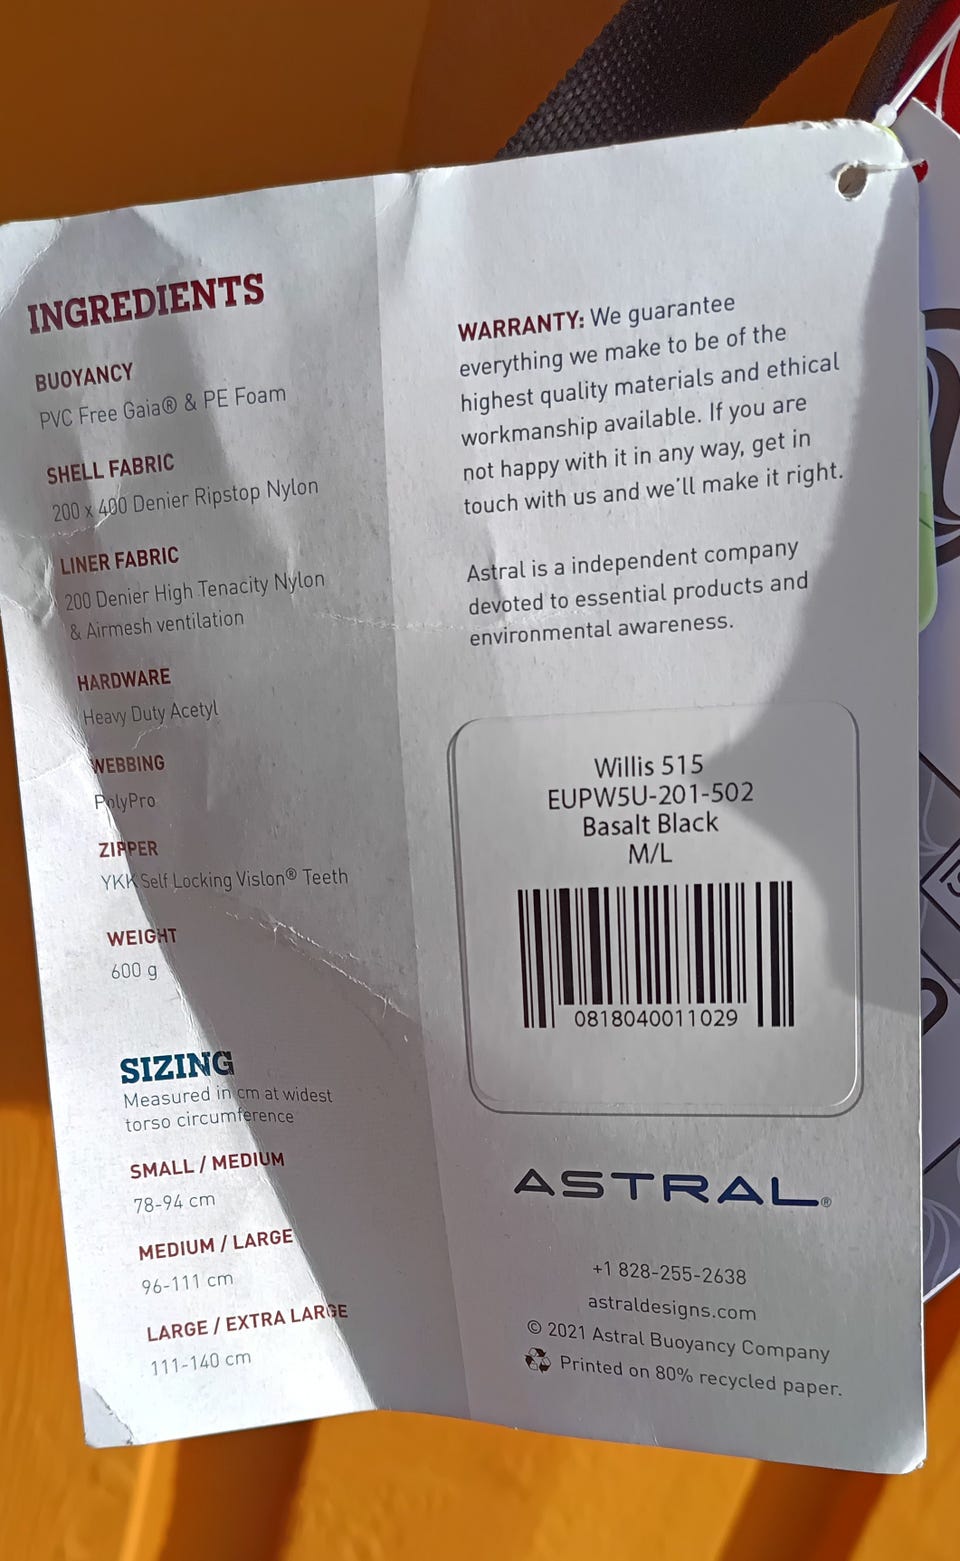 INGREDIENTS
BUOYANCY
PVC Free Gaia® & PE Foam
SHELL FABRIC
200 x 400 Denier Ripstop Nylon
LINER FABRIC
200 Denier High Tenacity Nylon
& Airmesh ventilation
HARDWARE
Heavy Duty Acetyl
WEBBING
PolyPro
ZIPPER
YKK Self Locking Vislon® Teeth
WEIGHT
600 g
SIZING
Measured in cm at widest
torso circumference
SMALL / MEDIUM
78-94 cm
MEDIUM / LARGE
96-111 cm
LARGE / EXTRA LARGE
111-140 cm
WARRANTY: We guarantee
everything we make to be of the
highest quality materials and ethical
workmanship available. If you are
not happy with it in any way, get in
touch with us and we'll make it right.
Astral is a independent company
devoted to essential products and
environmental awareness.
Willis 515
EUPW5U-201-502
Basalt Black
M/L
0818040011029
ASTRAL®
+1 828-255-2638
astraldesigns.com
© 2021 Astral Buoyancy Company
Printed on 80% recycled paper.